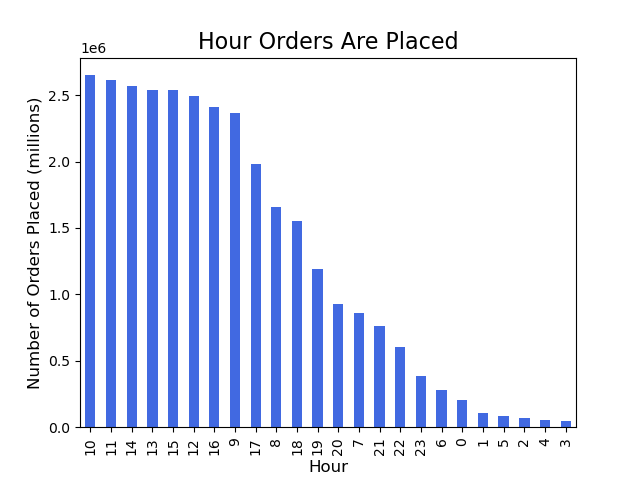 Hour Orders Are Placed
1e6
Number of Orders Placed (millions)
2.5
2.0
1.5
1.0
0.5
0.0
10 11 14 13 15 12 16 9 17 8 18 19 20 7 21 22 23 6 0 1 5 2 4 3
Hour